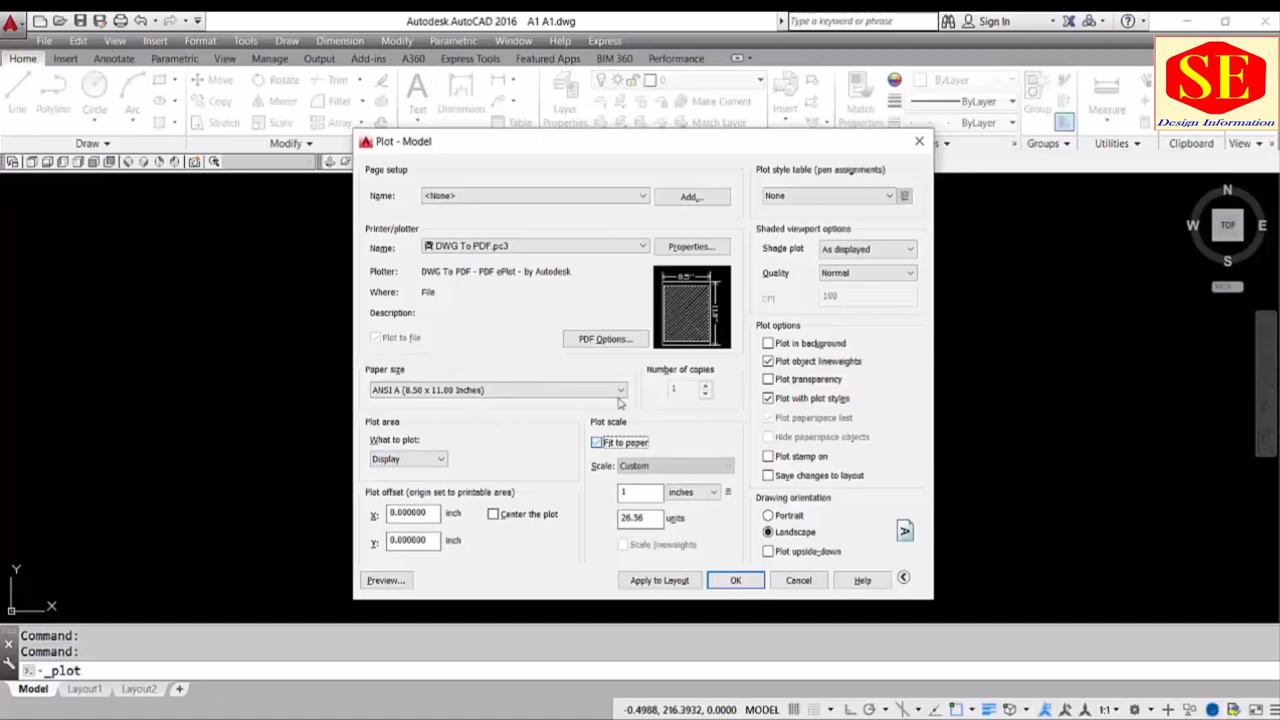 Autodesk AutoCAD 2016 A1 A1.dwg
Type a keyword or phrase
Sign In
File Edit View Insert Format Tools Draw Dimension Modify Parametric Window Help Express
Home Insert Annotate Parametric View Manage Output Add-ins A360 Express Tools Featured Apps BIM 360 Performance
Line Polyline Circle Arc
Move Rotate Trim
Copy Mirror Fillet
Stretch Scale Array
Text Dimension
Layer Properties
0
Make Current
Match Layer
Insert
Match Properties
ByLayer
ByLayer
ByLayer
Group
Measure
Draw Modify Groups Utilities Clipboard View
SE
Design Information
Plot - Model
Page setup
Name: <None> Add...
Printer/plotter
Name: DWG To PDF.pc3 Properties...
Plotter: DWG To PDF - PDF ePlot - by Autodesk
Where: File
Description:
Plot to file
PDF Options...
8.5''
11.0''
Paper size
ANSI A (8.50 x 11.00 Inches)
Number of copies
1
Plot area
What to plot:
Display
Plot offset (origin set to printable area)
X: 0.000000 inch Center the plot
Y: 0.000000 inch
Plot scale
Fit to paper
Scale: Custom
1 inches =
26.56 units
Scale lineweights
Plot style table (pen assignments)
None
Shaded viewport options
Shade plot As displayed
Quality Normal
DPI 100
Plot options
Plot in background
Plot object lineweights
Plot transparency
Plot with plot styles
Plot paperspace last
Hide paperspace objects
Plot stamp on
Save changes to layout
Drawing orientation
Portrait
Landscape
Plot upside-down
A
Preview... Apply to Layout OK Cancel Help
N
W TOP E
S
WCS
Y
X
Command:
Command:
_plot
Model Layout1 Layout2 +
-0.4988, 216.3932, 0.0000 MODEL 1:1